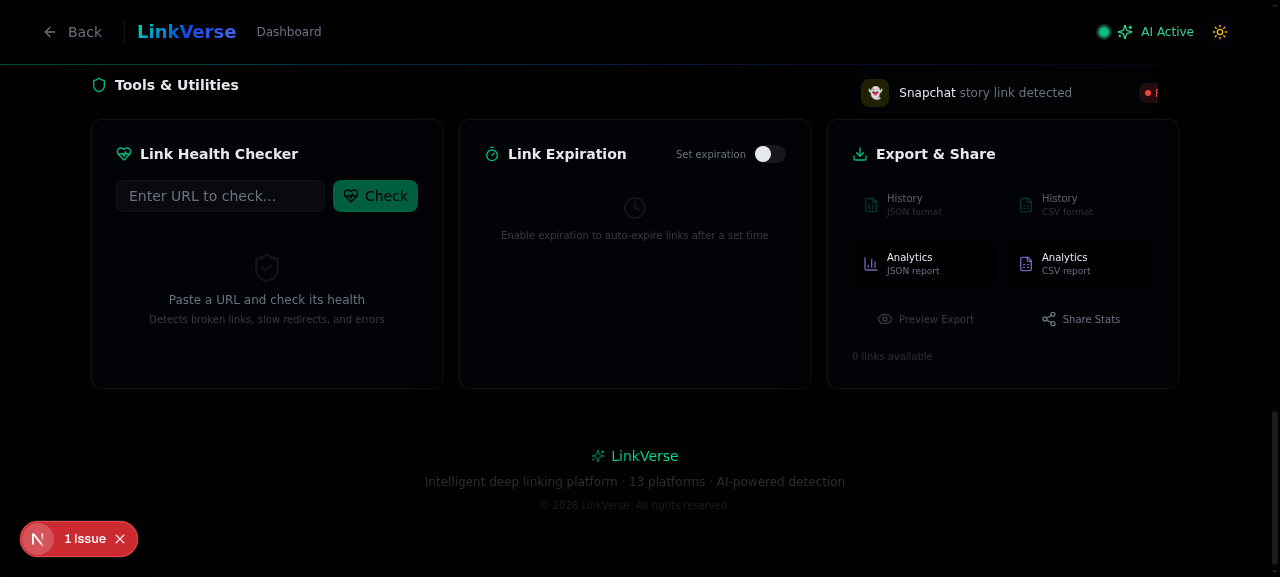 Back
LinkVerse
Dashboard
AI Active
Tools & Utilities
Snapchat story link detected
Link Health Checker
Enter URL to check...
Check
Paste a URL and check its health
Detects broken links, slow redirects, and errors
Link Expiration
Set expiration
Enable expiration to auto-expire links after a set time
Export & Share
History
JSON format
History
CSV format
Analytics
JSON report
Analytics
CSV report
Preview Export
Share Stats
0 links available
LinkVerse
Intelligent deep linking platform · 13 platforms · AI-powered detection
© 2026 LinkVerse. All rights reserved.
N
1 Issue